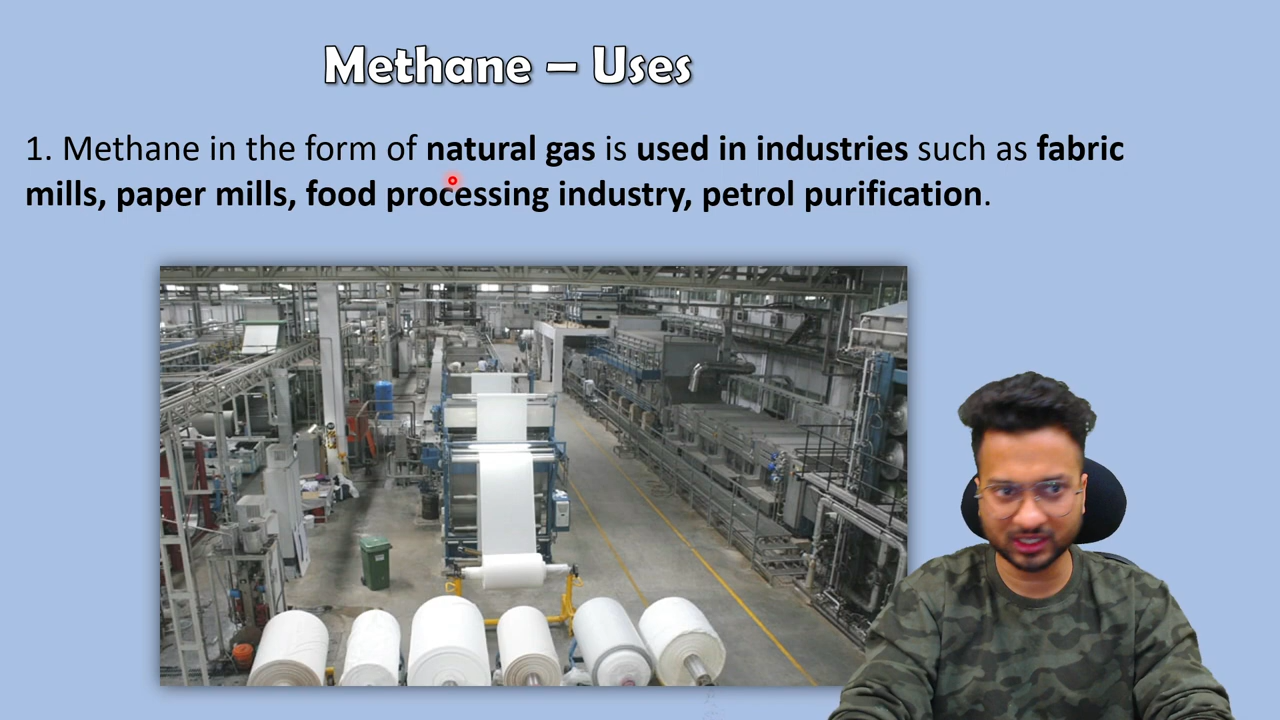 Methane – Uses
1. Methane in the form of natural gas is used in industries such as fabric
mills, paper mills, food processing industry, petrol purification.